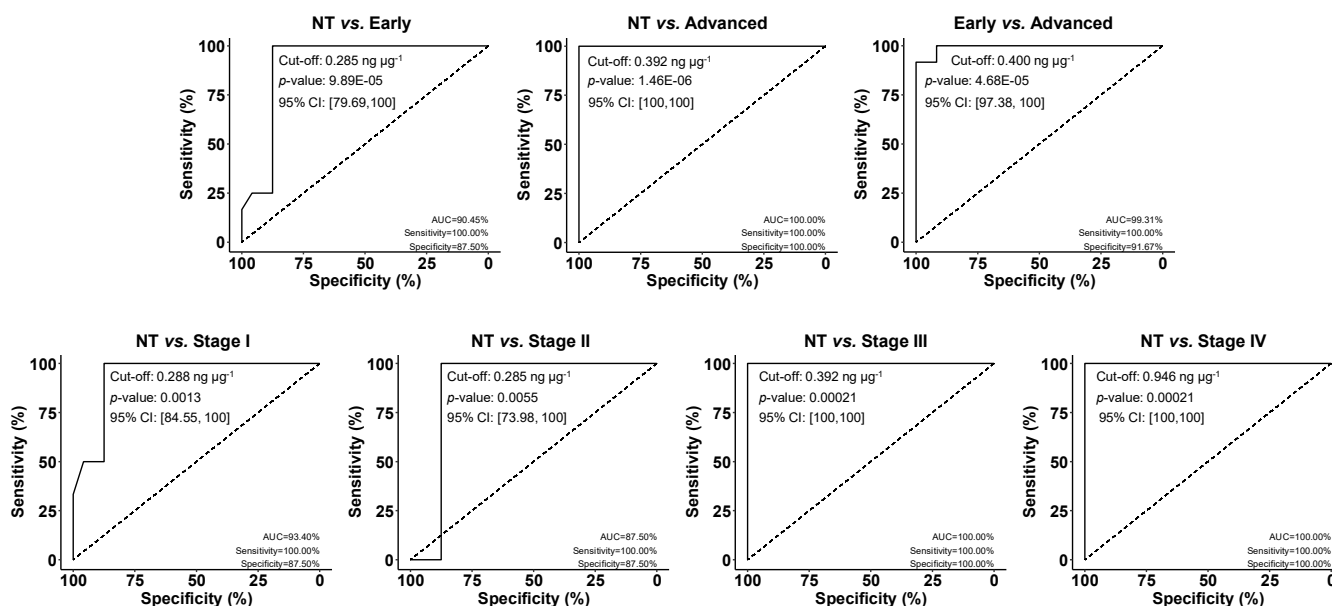 NT vs. Early
100
75
50
25
0
Sensitivity (%)
Cut-off: 0.285 ng µg⁻¹
p-value: 9.89E-05
95% CI: [79.69,100]
AUC=90.45%
Sensitivity=100.00%
Specificity=87.50%
100 75 50 25 0
Specificity (%)
NT vs. Advanced
100
75
50
25
0
Sensitivity (%)
Cut-off: 0.392 ng µg⁻¹
p-value: 1.46E-06
95% CI: [100,100]
AUC=100.00%
Sensitivity=100.00%
Specificity=100.00%
100 75 50 25 0
Specificity (%)
Early vs. Advanced
100
75
50
25
0
Sensitivity (%)
Cut-off: 0.400 ng µg⁻¹
p-value: 4.68E-05
95% CI: [97.38, 100]
AUC=99.31%
Sensitivity=100.00%
Specificity=91.67%
100 75 50 25 0
Specificity (%)
NT vs. Stage I
100
75
50
25
0
Sensitivity (%)
Cut-off: 0.288 ng µg⁻¹
p-value: 0.0013
95% CI: [84.55, 100]
AUC=93.40%
Sensitivity=100.00%
Specificity=87.50%
100 75 50 25 0
Specificity (%)
NT vs. Stage II
100
75
50
25
0
Sensitivity (%)
Cut-off: 0.285 ng µg⁻¹
p-value: 0.0055
95% CI: [73.98, 100]
AUC=87.50%
Sensitivity=100.00%
Specificity=87.50%
100 75 50 25 0
Specificity (%)
NT vs. Stage III
100
75
50
25
0
Sensitivity (%)
Cut-off: 0.392 ng µg⁻¹
p-value: 0.00021
95% CI: [100,100]
AUC=100.00%
Sensitivity=100.00%
Specificity=100.00%
100 75 50 25 0
Specificity (%)
NT vs. Stage IV
100
75
50
25
0
Sensitivity (%)
Cut-off: 0.946 ng µg⁻¹
p-value: 0.00021
95% CI: [100,100]
AUC=100.00%
Sensitivity=100.00%
Specificity=100.00%
100 75 50 25 0
Specificity (%)